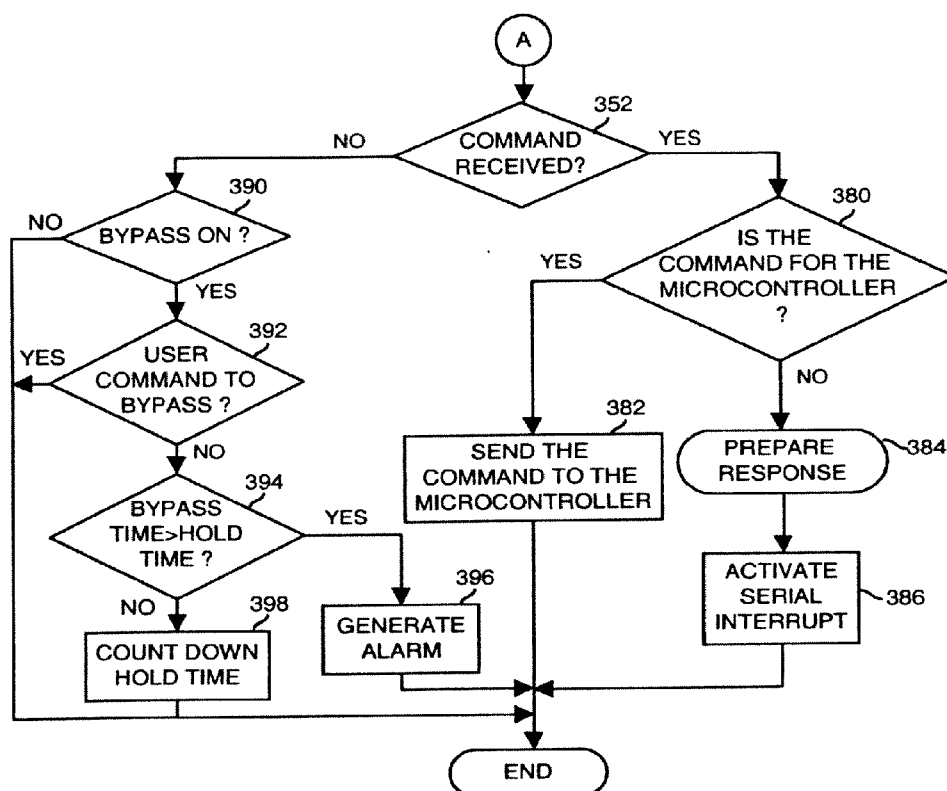 A
352
COMMAND
RECEIVED?
NO
YES
390
BYPASS ON ?
NO
YES
380
IS THE
COMMAND FOR THE
MICROCONTROLLER
?
YES
NO
392
USER
COMMAND TO
BYPASS ?
YES
NO
382
SEND THE
COMMAND TO THE
MICROCONTROLLER
PREPARE
RESPONSE
384
394
BYPASS
TIME>HOLD
TIME ?
YES
NO
396
GENERATE
ALARM
ACTIVATE
SERIAL
INTERRUPT
386
398
COUNT DOWN
HOLD TIME
END